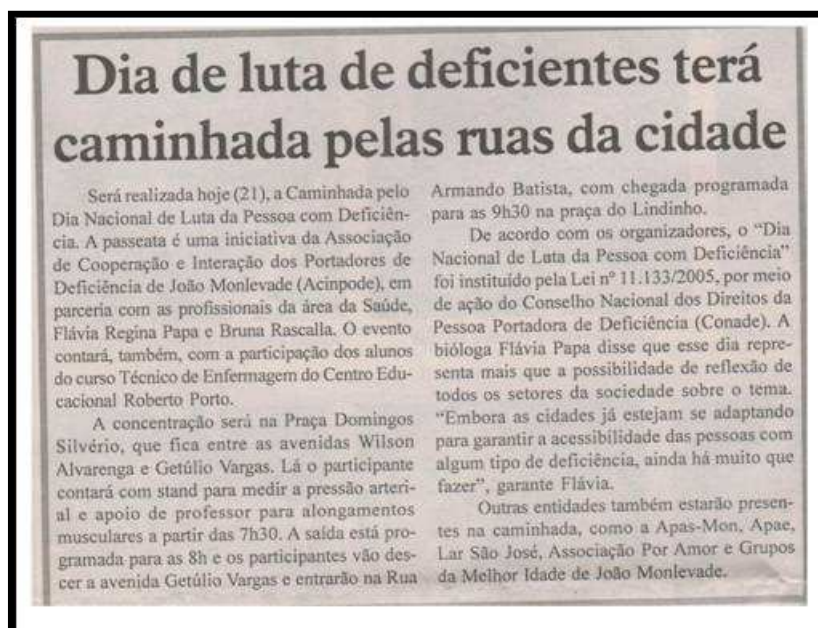 Dia de luta de deficientes terá
caminhada pelas ruas da cidade
Será realizada hoje (21), a Caminhada pelo
Dia Nacional de Luta da Pessoa com Deficiên-
cia. A passeata é uma iniciativa da Associação
de Cooperação e Interação dos Portadores de
Deficiência de João Monlevade (Acinpode), em
parceria com as profissionais da área da Saúde,
Flávia Regina Papa e Bruna Rascalla. O evento
contará, também, com a participação dos alunos
do curso Técnico de Enfermagem do Centro Edu-
cacional Roberto Porto.
A concentração será na Praça Domingos
Silvério, que fica entre as avenidas Wilson
Alvarenga e Getúlio Vargas. Lá o participante
contará com stand para medir a pressão arteri-
al e apoio de professor para alongamentos
musculares a partir das 7h30. A saída está pro-
gramada para as 8h e os participantes vão des-
cer a avenida Getúlio Vargas e entrarão na Rua
Armando Batista, com chegada programada
para as 9h30 na praça do Lindinho.
De acordo com os organizadores, o “Dia
Nacional de Luta da Pessoa com Deficiência”
foi instituído pela Lei nº 11.133/2005, por meio
de ação do Conselho Nacional dos Direitos da
Pessoa Portadora de Deficiência (Conade). A
bióloga Flávia Papa disse que esse dia repre-
senta mais que a possibilidade de reflexão de
todos os setores da sociedade sobre o tema.
“Embora as cidades já estejam se adaptando
para garantir a acessibilidade das pessoas com
algum tipo de deficiência, ainda há muito que
fazer”, garante Flávia.
Outras entidades também estarão presen-
tes na caminhada, como a Apas-Mon, Apae,
Lar São José, Associação Por Amor e Grupos
da Melhor Idade de João Monlevade.